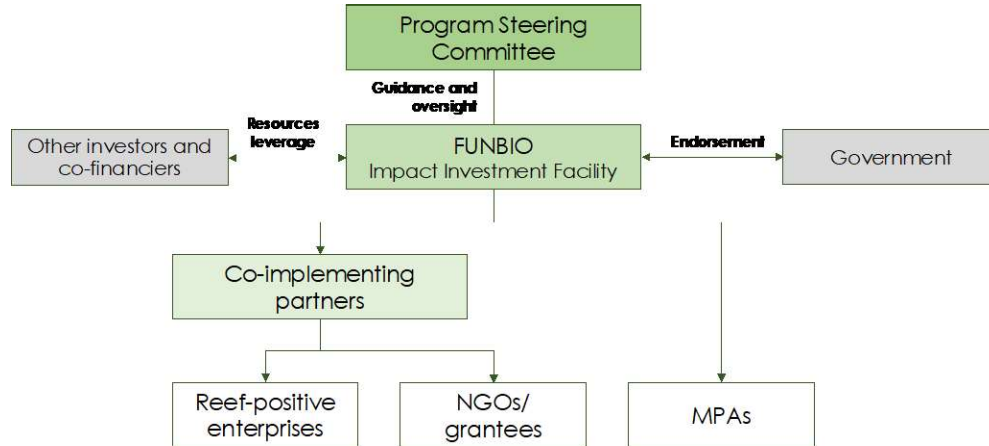 Program Steering
Committee
Guidance and
oversight
Resources
leverage
Other investors and
co-financiers
FUNBIO
Impact Investment Facility
Endorsement
Government
Co-implementing
partners
Reef-positive
enterprises
NGOs/
grantees
MPAs